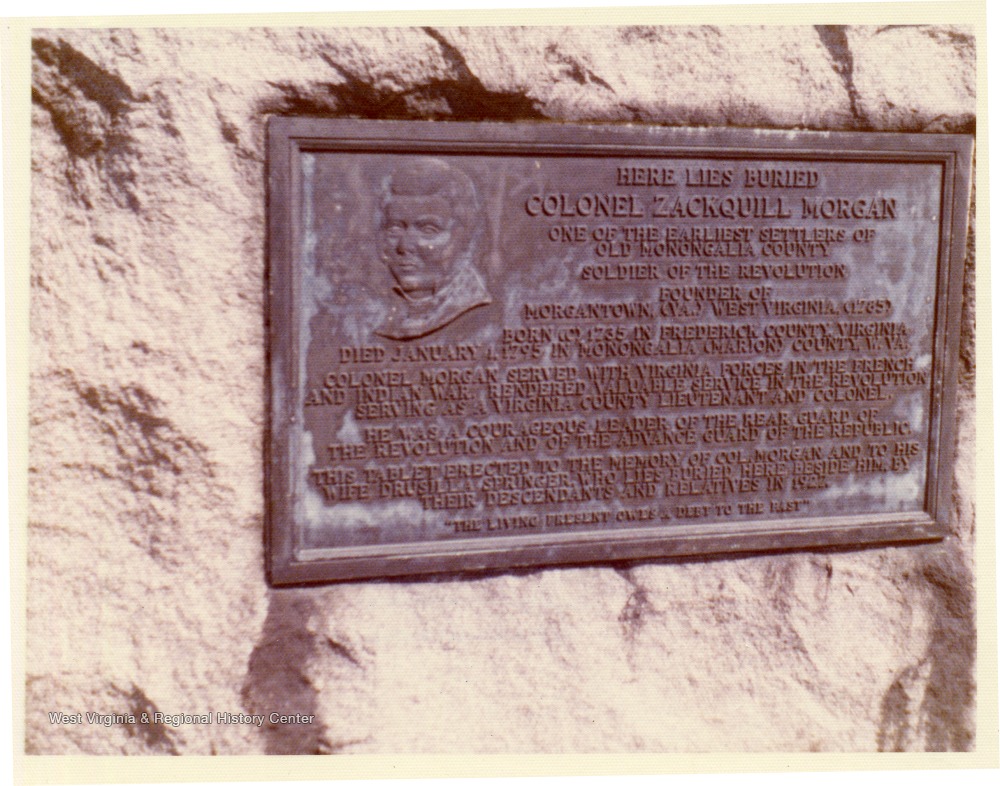 HERE LIES BURIED
COLONEL ZACKQUILL MORGAN
ONE OF THE EARLIEST SETTLERS OF
OLD MONONGALIA COUNTY
SOLDIER OF THE REVOLUTION
FOUNDER OF
MORGANTOWN, (VA.) WEST VIRGINIA, (1785)
BORN (C) 1735 IN FREDERICK COUNTY, VIRGINIA
DIED JANUARY 1, 1795 IN MONONGALIA (MARION) COUNTY, W. VA.
COLONEL MORGAN SERVED WITH VIRGINIA FORCES IN THE FRENCH
AND INDIAN WAR. RENDERED VALUABLE SERVICE IN THE REVOLUTION
SERVING AS A VIRGINIA COUNTY LIEUTENANT AND COLONEL.
HE WAS A COURAGEOUS LEADER OF THE REAR GUARD OF
THE REVOLUTION AND OF THE ADVANCE GUARD OF THE REPUBLIC.
THIS TABLET ERECTED TO THE MEMORY OF COL. MORGAN AND TO HIS
WIFE DRUSILLA SPRINGER, WHO LIES BURIED HERE BESIDE HIM, BY
THEIR DESCENDANTS AND RELATIVES IN
"THE LIVING PRESENT OWES A DEBT TO THE PAST"
West Virginia & Regional History Center